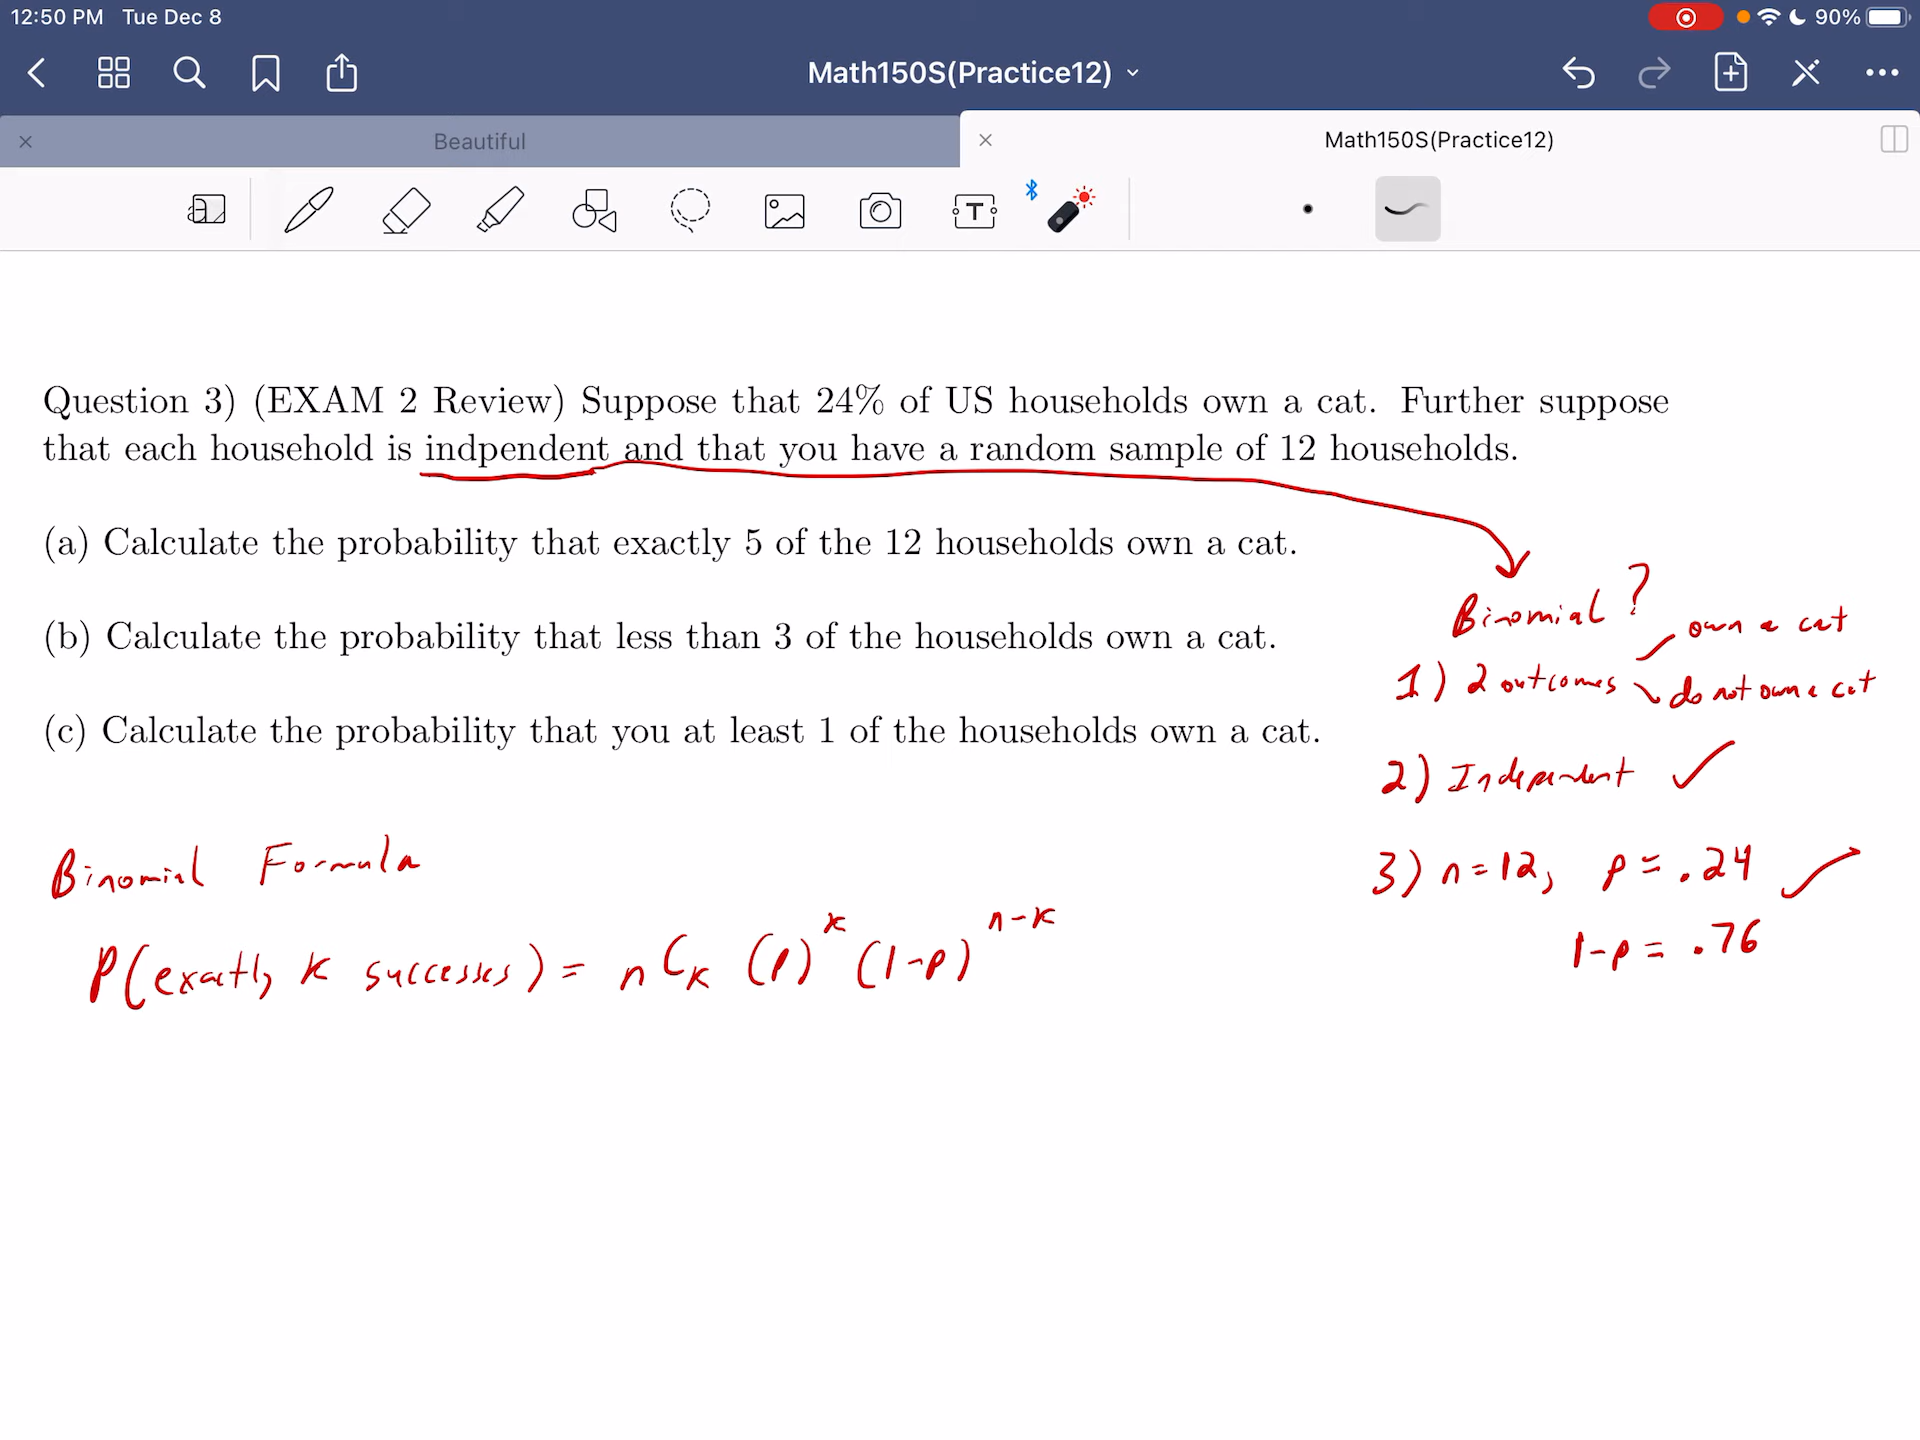 12:50 PM Tue Dec 8
90%
Math150S(Practice12)
Beautiful
Math150S(Practice12)
a
T
Question 3) (EXAM 2 Review) Suppose that 24% of US households own a cat. Further suppose
that each household is indpendent and that you have a random sample of 12 households.
(a) Calculate the probability that exactly 5 of the 12 households own a cat.
(b) Calculate the probability that less than 3 of the households own a cat.
(c) Calculate the probability that you at least 1 of the households own a cat.
Binomial ?
own a cat
1) 2 outcomes
do not own a cat
2) Independent ✓
3) n=12, p = .24 ✓
1-p = .76
Binomial Formula
P(exactly k successes) = nCk (p)^k (1-p)^n-k